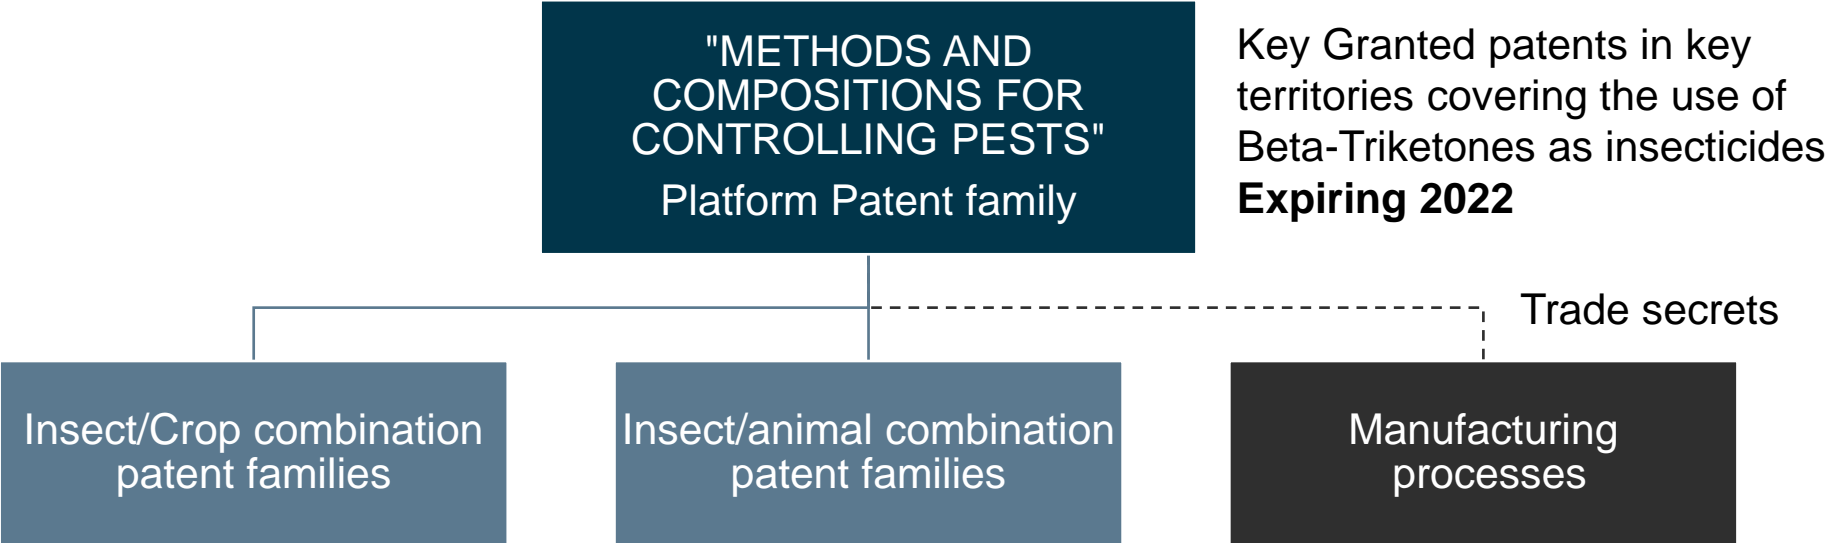 "METHODS AND
COMPOSITIONS FOR
CONTROLLING PESTS"
Platform Patent family
Key Granted patents in key
territories covering the use of
Beta-Triketones as insecticides
Expiring 2022
Trade secrets
Insect/Crop combination
patent families
Insect/animal combination
patent families
Manufacturing
processes